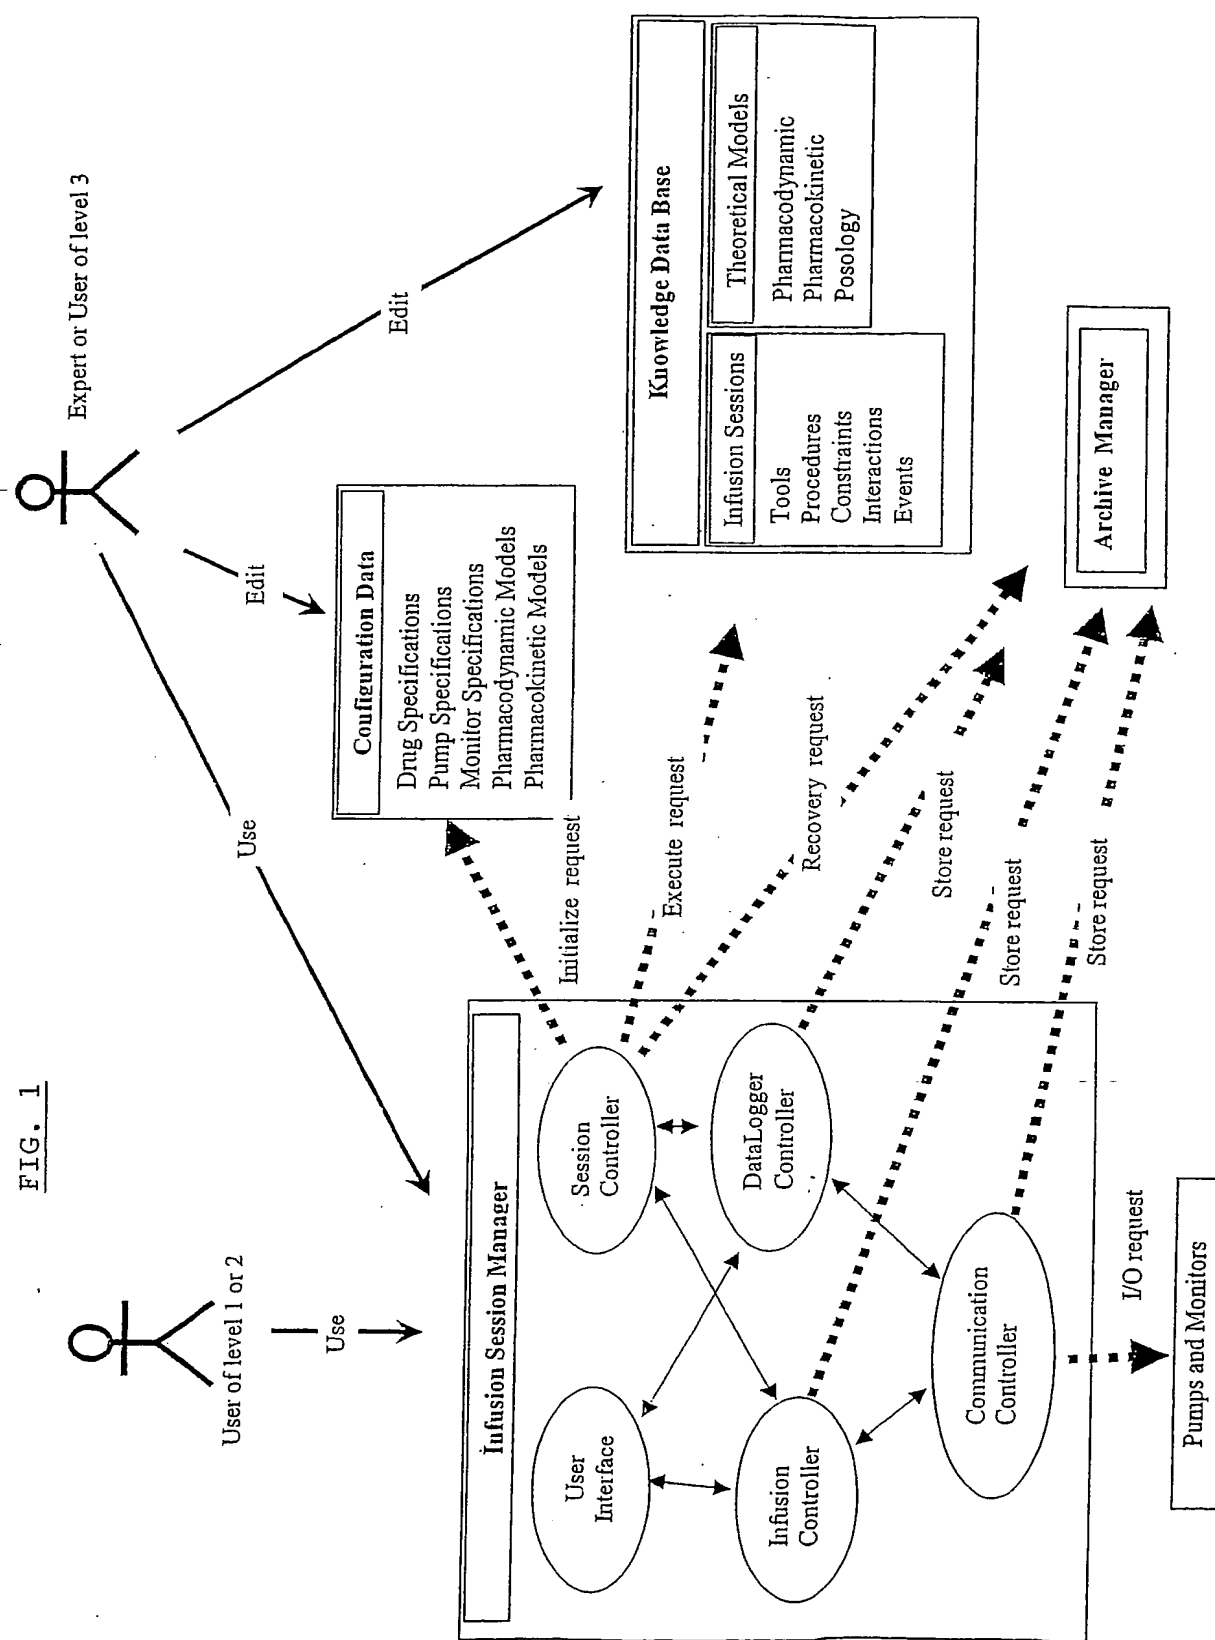 FIG. 1
User of level 1 or 2
Use
Expert or User of level 3
Use
Edit
Edit
Configuration Data
Drug Specifications
Pump Specifications
Monitor Specifications
Pharmacodynamic Models
Pharmacokinetic Models
Knowledge Data Base
Infusion Sessions
Tools
Procedures
Constraints
Interactions
Events
Theoretical Models
Pharmacodynamic
Pharmacokinetic
Posology
Archive Manager
Infusion Session Manager
User
Interface
Session
Controller
Infusion
Controller
DataLogger
Controller
Communication
Controller
Initialize request
Execute request
Recovery request
Store request
Store request
Store request
I/O request
Pumps and Monitors